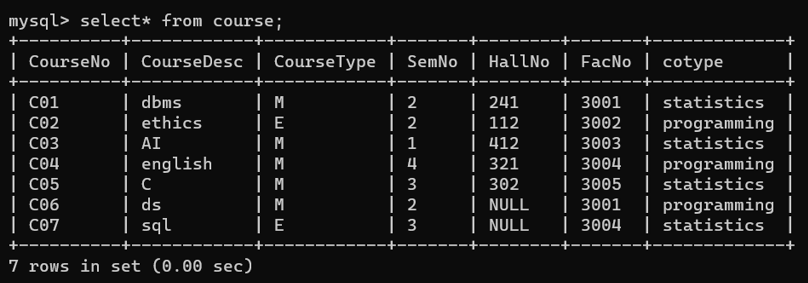 mysql> select* from course;
+----------+------------+------------+-------+--------+-------+-------------+
| CourseNo | CourseDesc | CourseType | SemNo | HallNo | FacNo | cotype      |
+----------+------------+------------+-------+--------+-------+-------------+
| C01      | dbms       | M          | 2     | 241    | 3001  | statistics  |
| C02      | ethics     | E          | 2     | 112    | 3002  | programming |
| C03      | AI         | M          | 1     | 412    | 3003  | statistics  |
| C04      | english    | M          | 4     | 321    | 3004  | programming |
| C05      | C          | M          | 3     | 302    | 3005  | statistics  |
| C06      | ds         | M          | 2     | NULL   | 3001  | programming |
| C07      | sql        | E          | 3     | NULL   | 3004  | statistics  |
+----------+------------+------------+-------+--------+-------+-------------+
7 rows in set (0.00 sec)